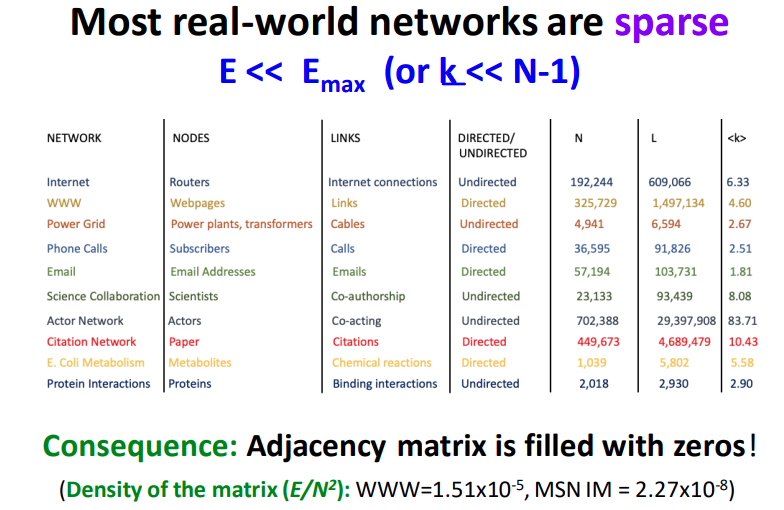 Most real-world networks are sparse
E << Emax (or k << N-1)
NETWORK NODES LINKS DIRECTED/ UNDIRECTED N L <k>
Internet Routers Internet connections Undirected 192,244 609,066 6.33
WWW Webpages Links Directed 325,729 1,497,134 4.60
Power Grid Power plants, transformers Cables Undirected 4,941 6,594 2.67
Phone Calls Subscribers Calls Directed 36,595 91,826 2.51
Email Email Addresses Emails Directed 57,194 103,731 1.81
Science Collaboration Scientists Co-authorship Undirected 23,133 93,439 8.08
Actor Network Actors Co-acting Undirected 702,388 29,397,908 83.71
Citation Network Paper Citations Directed 449,673 4,689,479 10.43
E. Coli Metabolism Metabolites Chemical reactions Directed 1,039 5,802 5.58
Protein Interactions Proteins Binding interactions Undirected 2,018 2,930 2.90
Consequence: Adjacency matrix is filled with zeros!
(Density of the matrix (E/N²): WWW=1.51x10⁻⁵, MSN IM = 2.27x10⁻⁸)